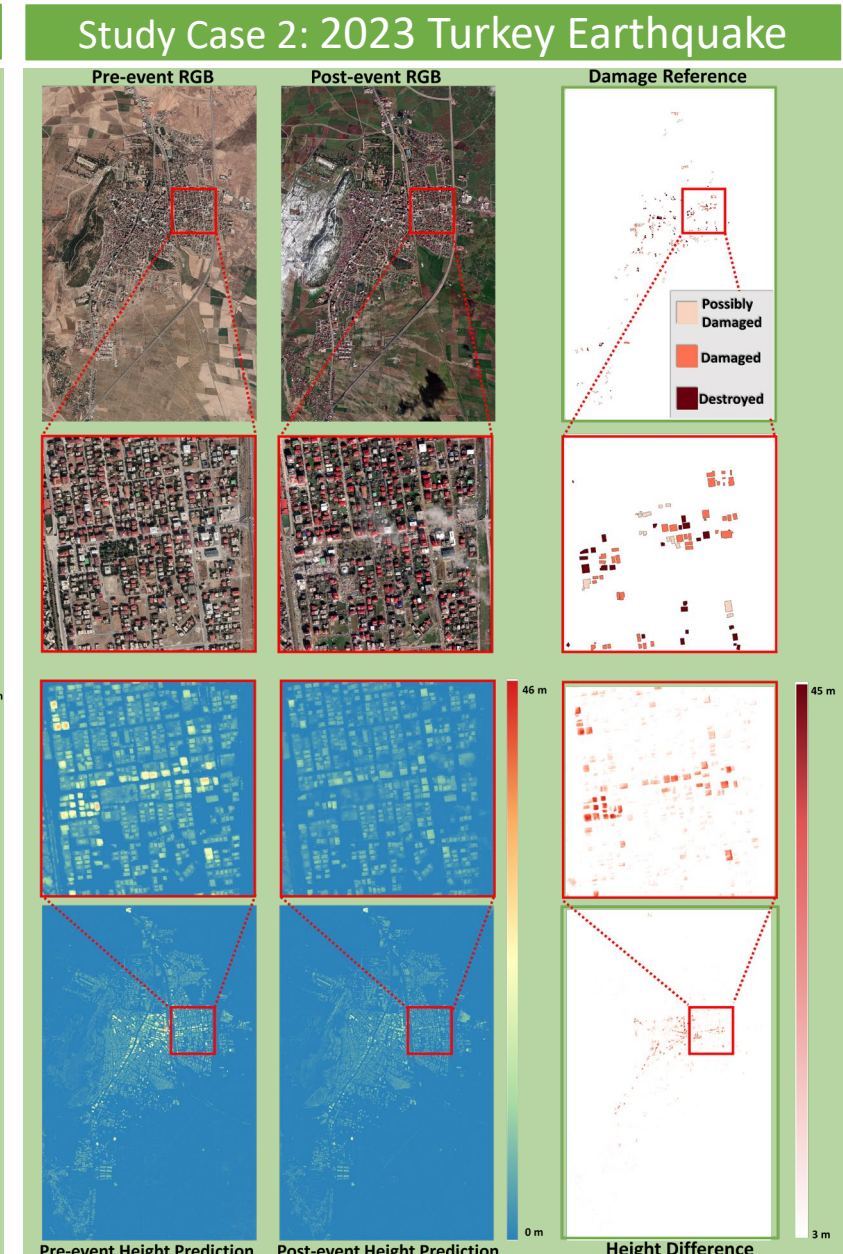 Study Case 2: 2023 Turkey Earthquake
Pre-event RGB
Post-event RGB
Damage Reference
Possibly
Damaged
Damaged
Destroyed
46 m
45 m
0 m
3 m
Pre-event Height Prediction
Post-event Height Prediction
Height Difference